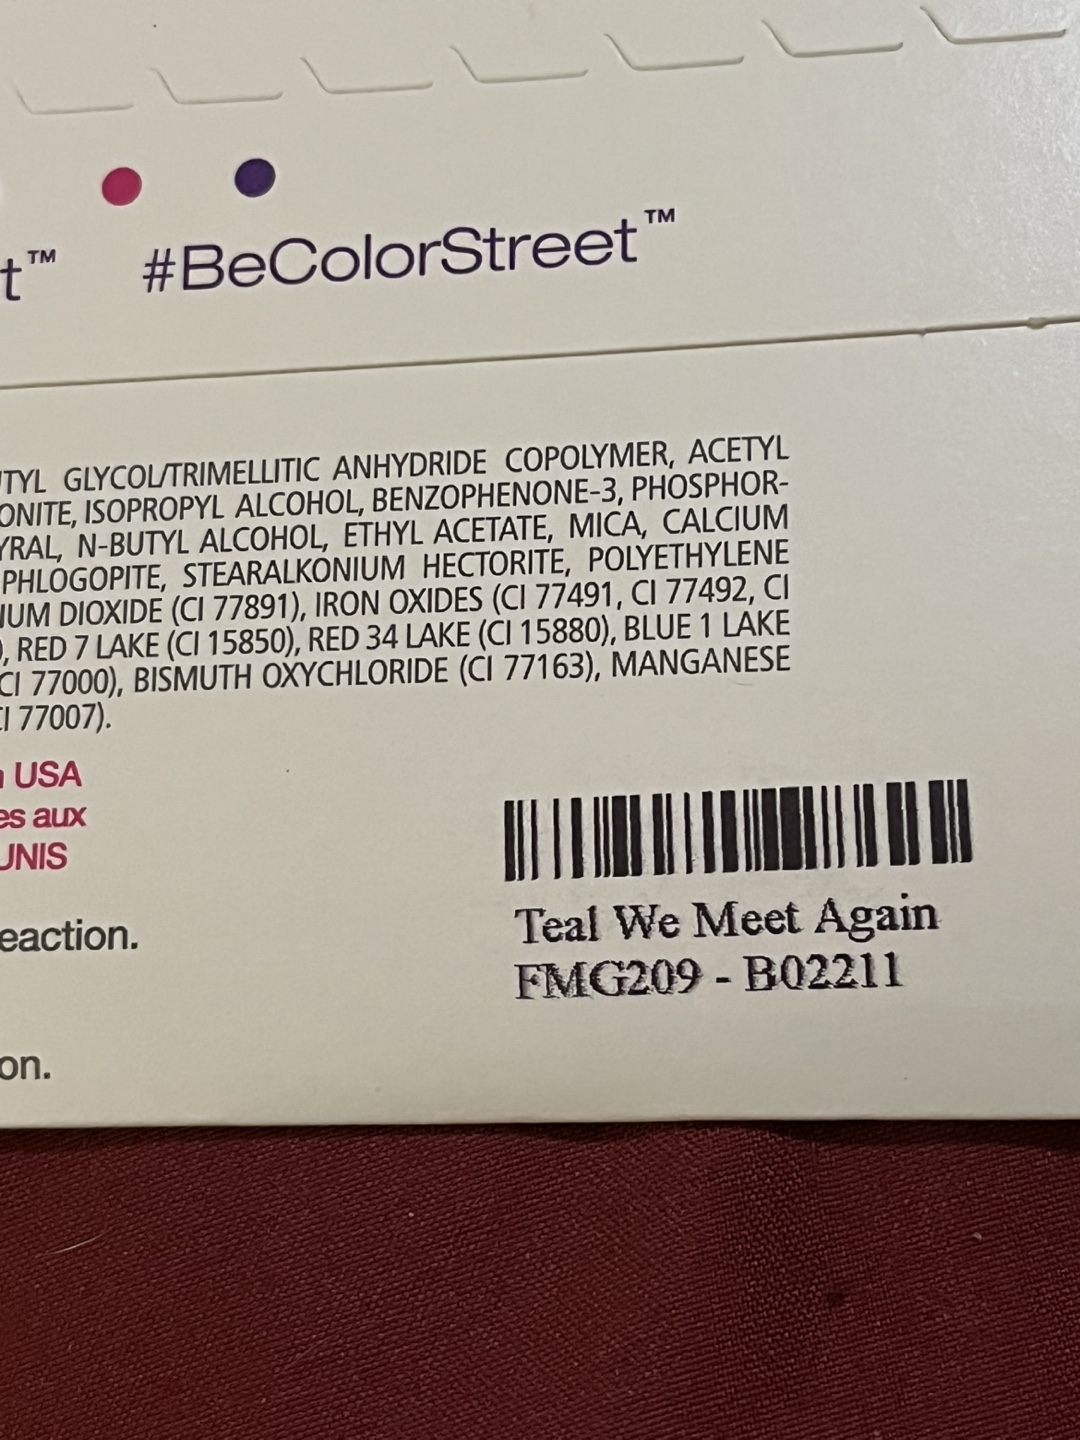 t™ #BeColorStreet™
TYL GLYCOL/TRIMELLITIC ANHYDRIDE COPOLYMER, ACETYL
ONITE, ISOPROPYL ALCOHOL, BENZOPHENONE-3, PHOSPHOR-
YRAL, N-BUTYL ALCOHOL, ETHYL ACETATE, MICA, CALCIUM
PHLOGOPITE, STEARALKONIUM HECTORITE, POLYETHYLENE
IUM DIOXIDE (CI 77891), IRON OXIDES (CI 77491, CI 77492, CI
), RED 7 LAKE (CI 15850), RED 34 LAKE (CI 15880), BLUE 1 LAKE
CI 77000), BISMUTH OXYCHLORIDE (CI 77163), MANGANESE
CI 77007).
n USA
es aux
UNIS
eaction.
Teal We Meet Again
FMG209 - B02211
on.